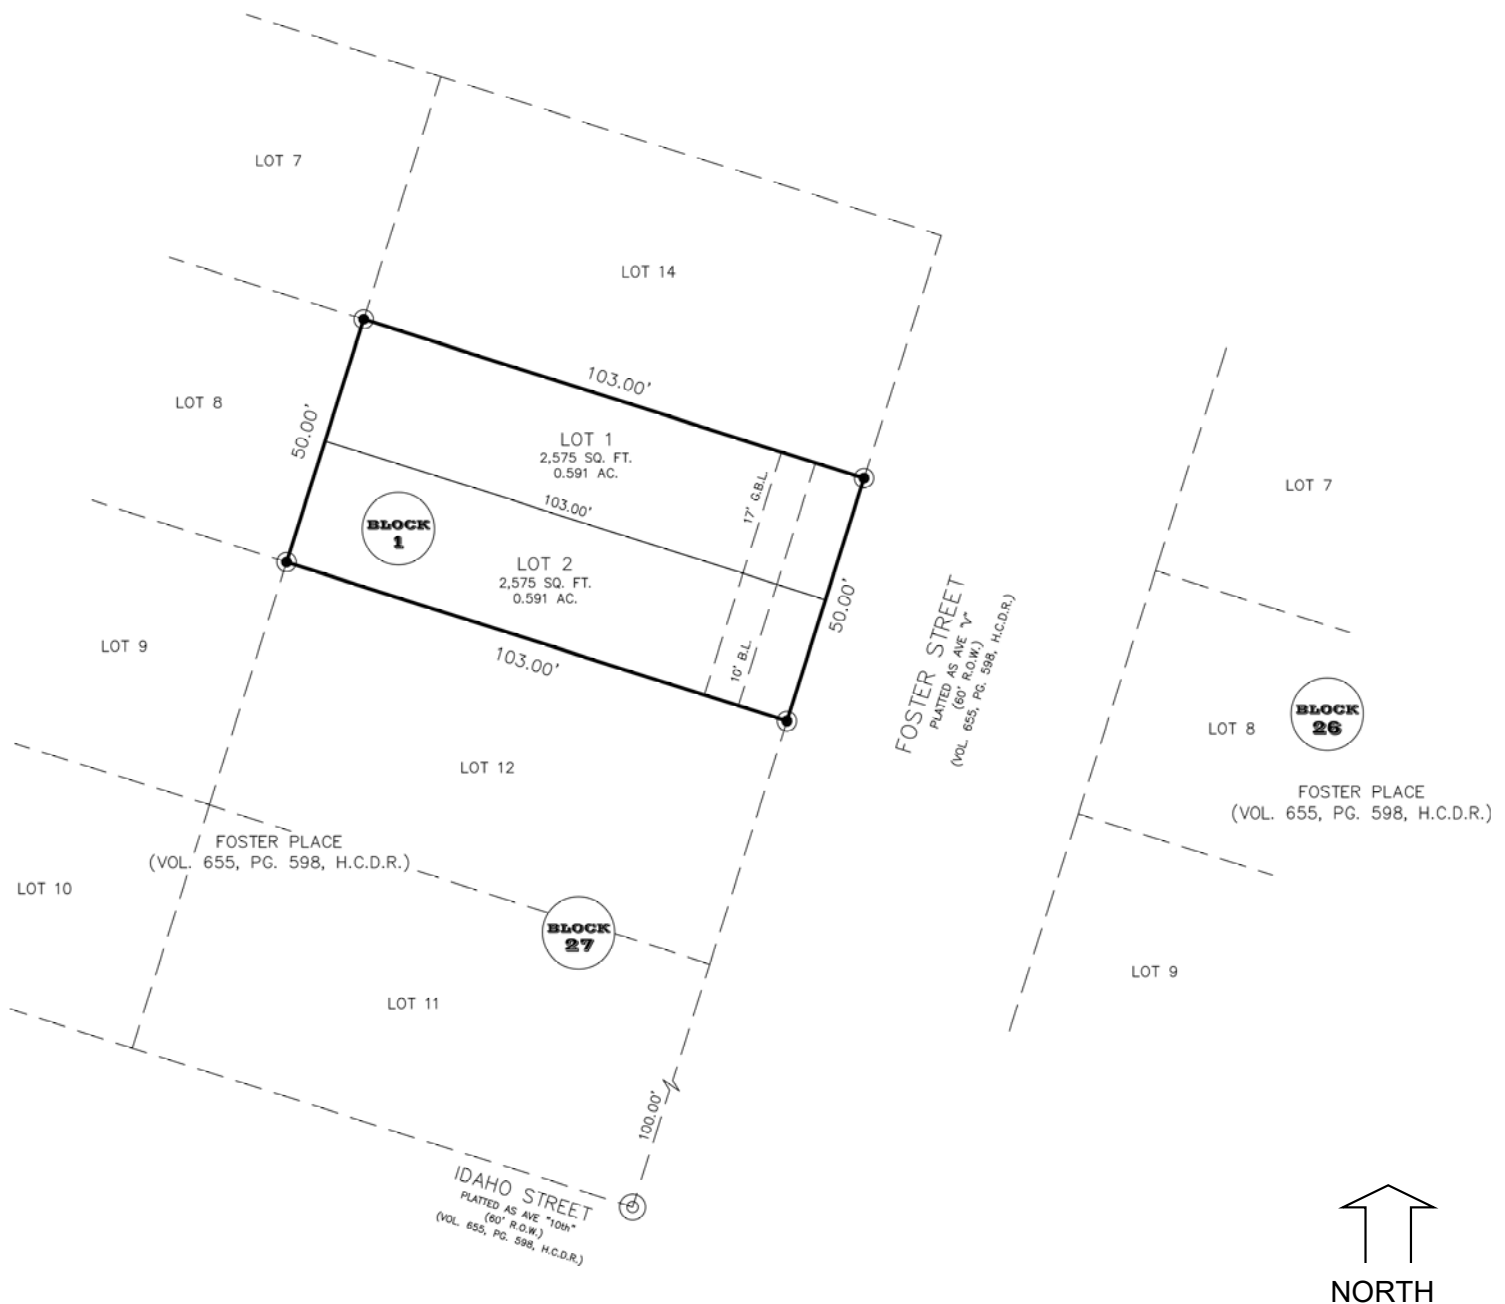 LOT 7
LOT 14
103.00'
LOT 8
50.00'
LOT 1
2,575 SQ. FT.
0.591 AC.
17' G.B.L.
103.00'
BLOCK
1
LOT 2
2,575 SQ. FT.
0.591 AC.
10' B.L.
50.00'
103.00'
LOT 9
FOSTER STREET
PLATTED AS AVE "V"
(60' R.O.W.)
(VOL. 655, PG. 598, H.C.D.R.)
LOT 7
LOT 8
BLOCK
26
FOSTER PLACE
(VOL. 655, PG. 598, H.C.D.R.)
LOT 9
LOT 12
FOSTER PLACE
(VOL. 655, PG. 598, H.C.D.R.)
LOT 10
BLOCK
27
LOT 11
100.00'
IDAHO STREET
PLATTED AS AVE "10th"
(60' R.O.W.)
(VOL. 655, PG. 598, H.C.D.R.)
NORTH